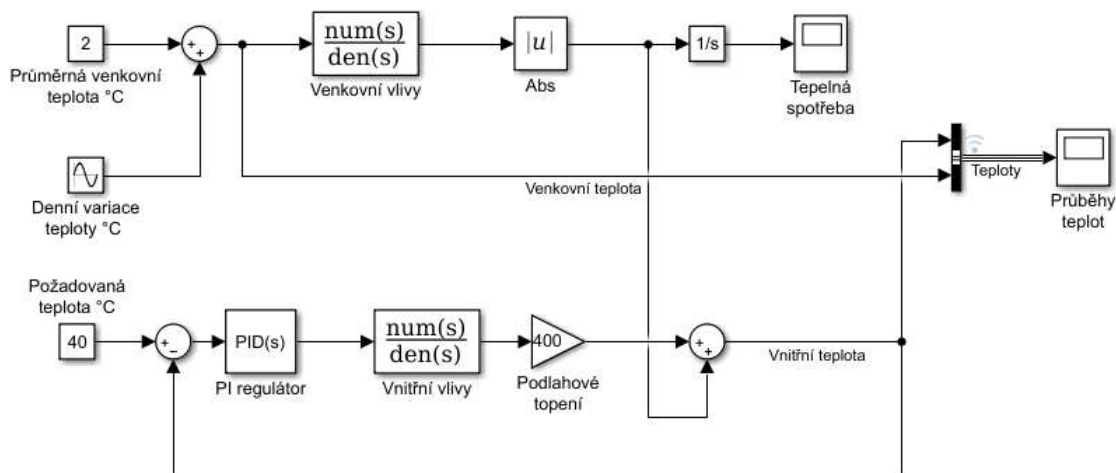 2
Průměrná venkovní
teplota °C
+
+
num(s)
den(s)
Venkovní vlivy
|u|
Abs
1/s
Tepelná
spotřeba
Denní variace
teploty °C
Venkovní teplota
Teploty
Průběhy
teplot
Požadovaná
teplota °C
40
+
−
PID(s)
PI regulátor
num(s)
den(s)
Vnitřní vlivy
400
Podlahové
topení
+
+
Vnitřní teplota